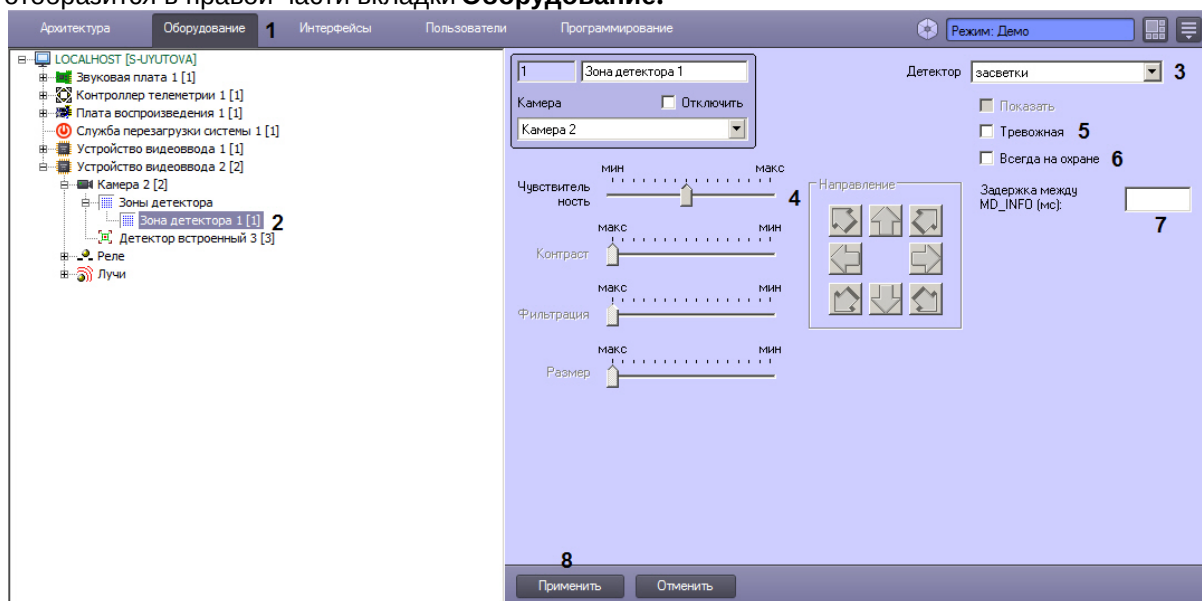 отобразится в правой части вкладки Оборудование.
Архитектура Оборудование 1 Интерфейсы Пользователи Программирование Режим: Демо
LOCALHOST [S-UYUTOVA]
Звуковая плата 1 [1]
Контроллер телеметрии 1 [1]
Плата воспроизведения 1 [1]
Служба перезагрузки системы 1 [1]
Устройство видеоввода 1 [1]
Устройство видеоввода 2 [2]
Камера 2 [2]
Зоны детектора
Зона детектора 1 [1] 2
Детектор встроенный 3 [3]
Реле
Лучи
1 Зона детектора 1
Камера Отключить
Камера 2
Детектор засветки 3
Показать
Тревожная 5
Всегда на охране 6
Задержка между
MD_INFO (мс):
7
мин макс
Чувствитель
ность
4
макс мин
Контраст
макс мин
Фильтрация
макс мин
Размер
Направление
8
Применить Отменить